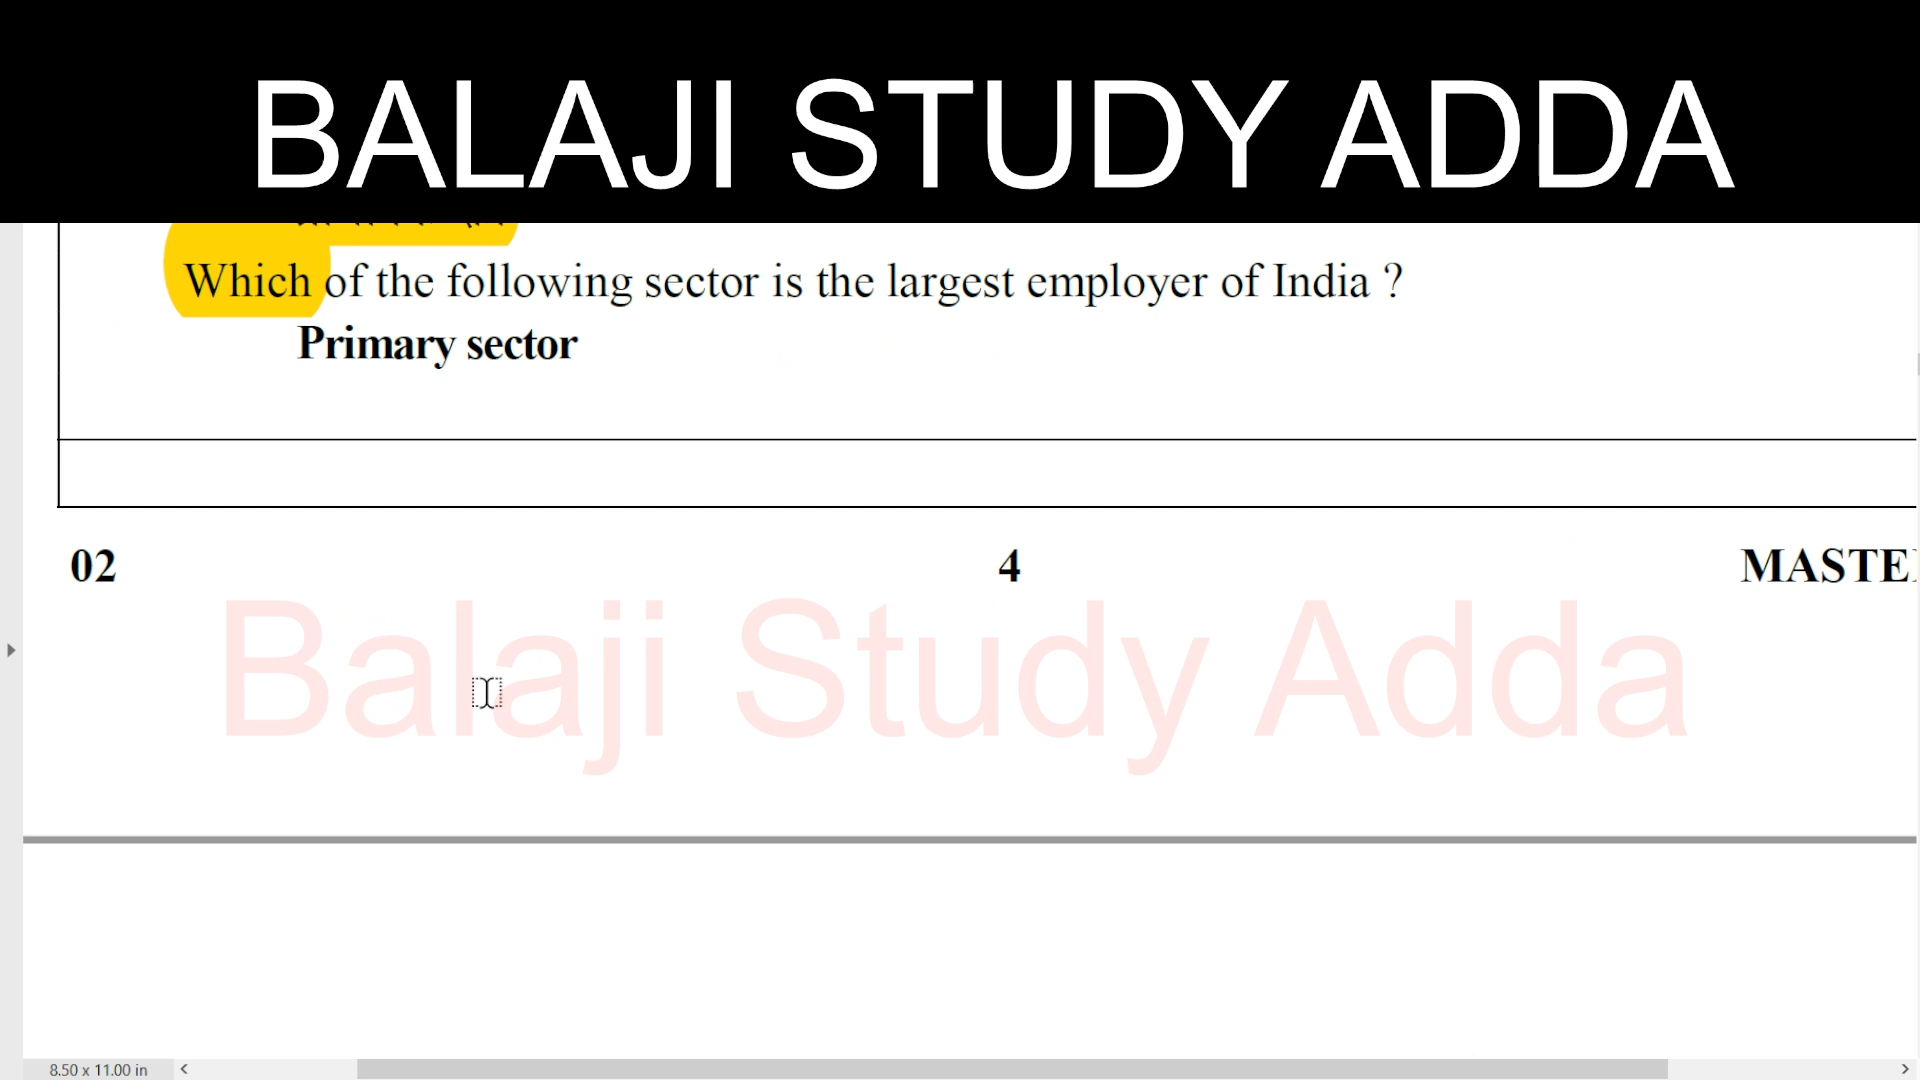 BALAJI STUDY ADDA
Which of the following sector is the largest employer of India ?
Primary sector
02 4 MASTE
Balaji Study Adda
8.50 x 11.00 in